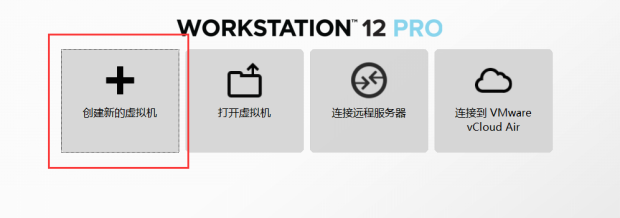 WORKSTATION™ 12 PRO
创建新的虚拟机
打开虚拟机
连接远程服务器
连接到 VMware
vCloud Air